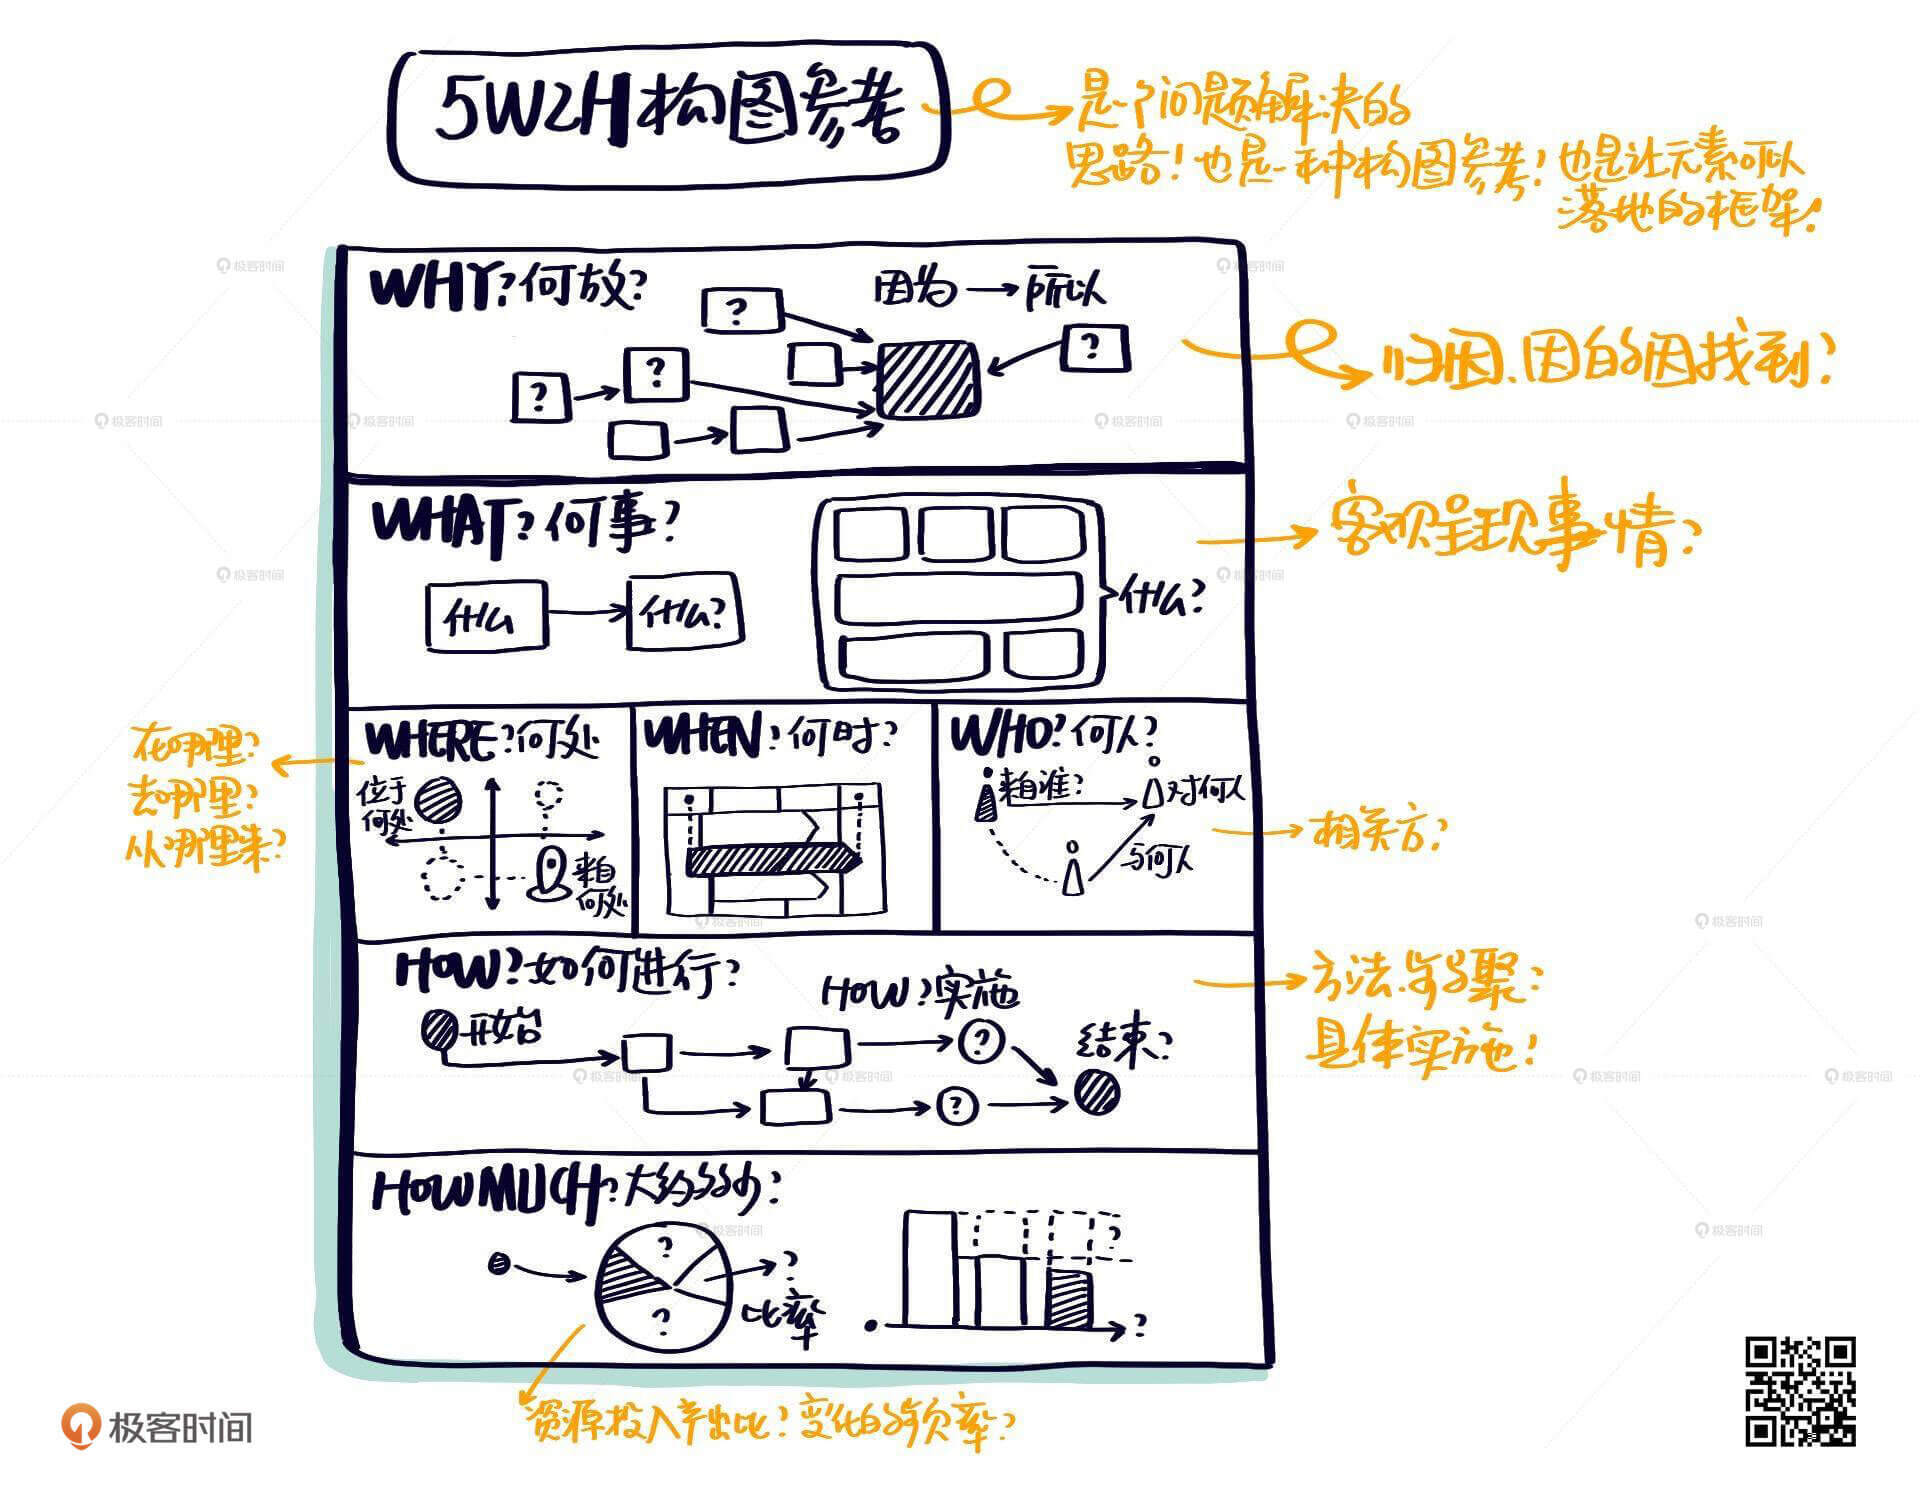 5W2H构图参考
是个问题解决的
思路！也是一种构图参考！也是让元素可以
落地的框架！
WHY?何故?
因为→所以
?
?
?
?
归因、因的因找到?
WHAT?何事?
什么
什么?
什么?
客观呈现事情?
WHERE?何处
位于
何处
来自
何处
在哪里?
去哪里?
从哪里来?
WHEN?何时?
WHO?何人?
来自谁?
对何人
与何人
相关方?
HOW?如何进行?
开始
HOW?实施
?
?
结束?
方法.步骤?
具体实施!
HOW MUCH?大约多少?
?
?
?
比率
?
?
资源投入产出比?变化的频率?
极客时间